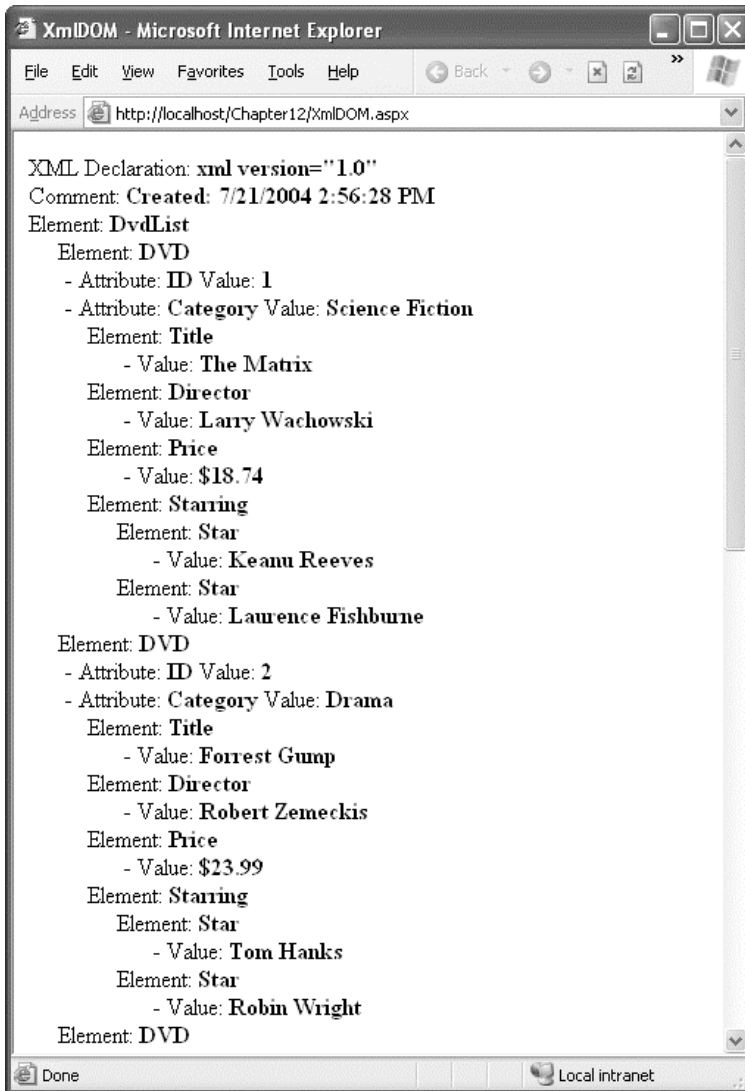 XmlDOM - Microsoft Internet Explorer
File Edit View Favorites Tools Help Back »
Address http://localhost/Chapter12/XmlDOM.aspx
XML Declaration: xml version="1.0"
Comment: Created: 7/21/2004 2:56:28 PM
Element: DvdList
Element: DVD
- Attribute: ID Value: 1
- Attribute: Category Value: Science Fiction
Element: Title
- Value: The Matrix
Element: Director
- Value: Larry Wachowski
Element: Price
- Value: $18.74
Element: Starring
Element: Star
- Value: Keanu Reeves
Element: Star
- Value: Laurence Fishburne
Element: DVD
- Attribute: ID Value: 2
- Attribute: Category Value: Drama
Element: Title
- Value: Forrest Gump
Element: Director
- Value: Robert Zemeckis
Element: Price
- Value: $23.99
Element: Starring
Element: Star
- Value: Tom Hanks
Element: Star
- Value: Robin Wright
Element: DVD
Done Local intranet